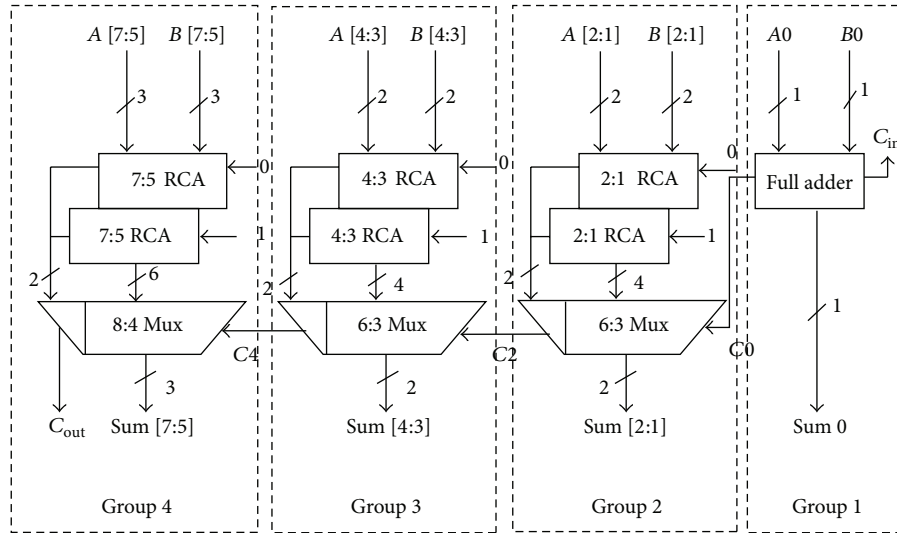 A [7:5] B [7:5] A [4:3] B [4:3] A [2:1] B [2:1] A0 B0
3 3 2 2 2 2 1 1
C_in
0 0 0
7:5 RCA 4:3 RCA 2:1 RCA Full adder
7:5 RCA 1 4:3 RCA 1 2:1 RCA 1
2 6 2 4 2 4 1
8:4 Mux 6:3 Mux 6:3 Mux
C4 C2 C0
3 2 2
C_out Sum [7:5] Sum [4:3] Sum [2:1] Sum 0
Group 4 Group 3 Group 2 Group 1